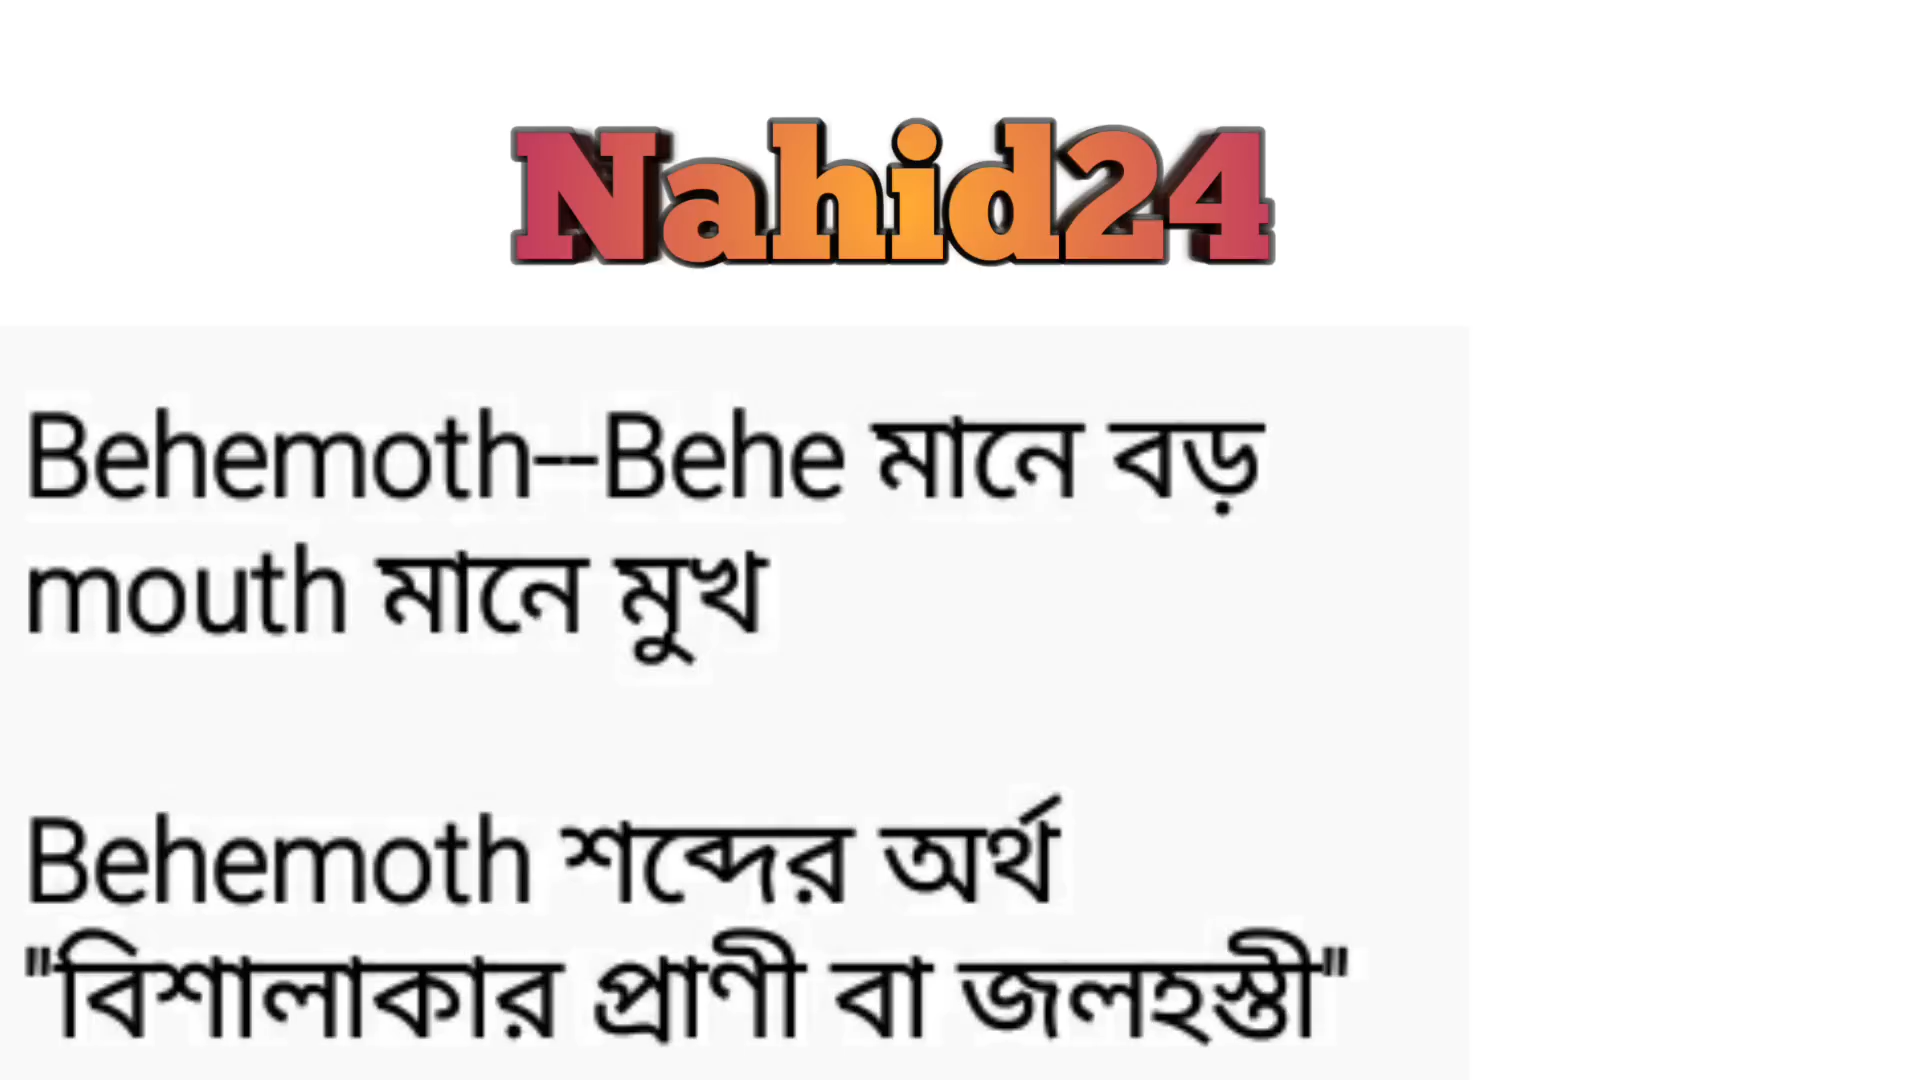 Nahid24
Behemoth--Behe মানে বড়
mouth মানে মুখ
Behemoth শব্দের অর্থ
"বিশালাকার প্রাণী বা জলহস্তী"